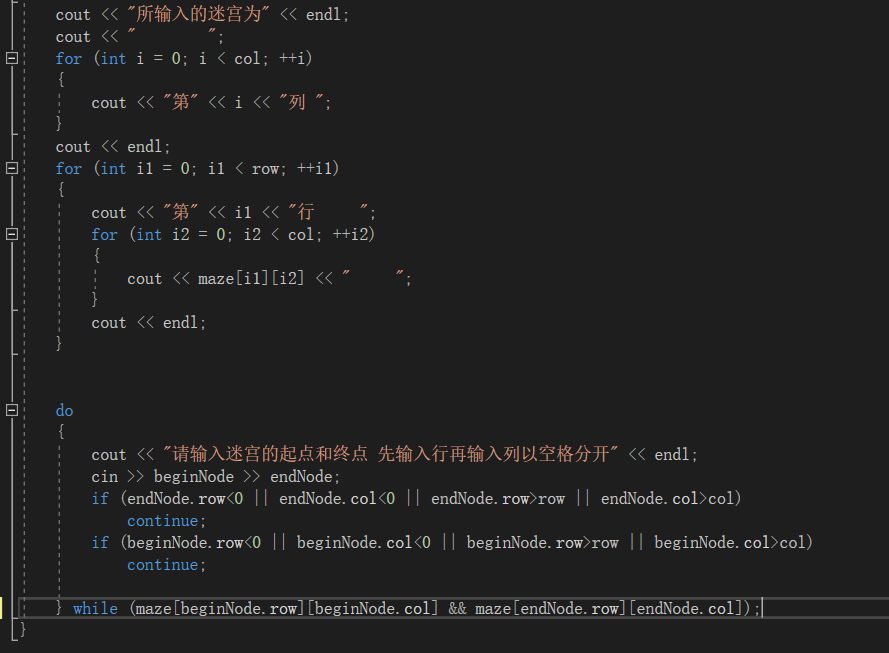 cout << "所输入的迷宫为" << endl;
cout << "        ";
for (int i = 0; i < col; ++i)
{
    cout << "第" << i << "列 ";
}
cout << endl;
for (int i1 = 0; i1 < row; ++i1)
{
    cout << "第" << i1 << "行     ";
    for (int i2 = 0; i2 < col; ++i2)
    {
        cout << maze[i1][i2] << "     ";
    }
    cout << endl;
}
do
{
    cout << "请输入迷宫的起点和终点 先输入行再输入列以空格分开" << endl;
    cin >> beginNode >> endNode;
    if (endNode.row<0 || endNode.col<0 || endNode.row>row || endNode.col>col)
        continue;
    if (beginNode.row<0 || beginNode.col<0 || beginNode.row>row || beginNode.col>col)
        continue;
} while (maze[beginNode.row][beginNode.col] && maze[endNode.row][endNode.col]);
}